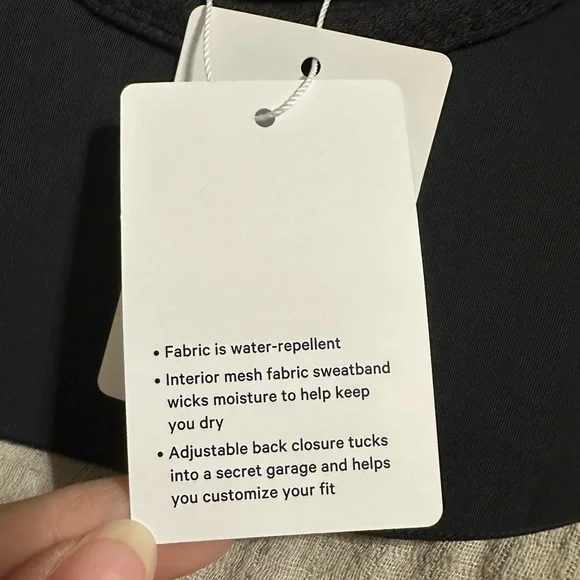 • Fabric is water-repellent
• Interior mesh fabric sweatband
wicks moisture to help keep
you dry
• Adjustable back closure tucks
into a secret garage and helps
you customize your fit